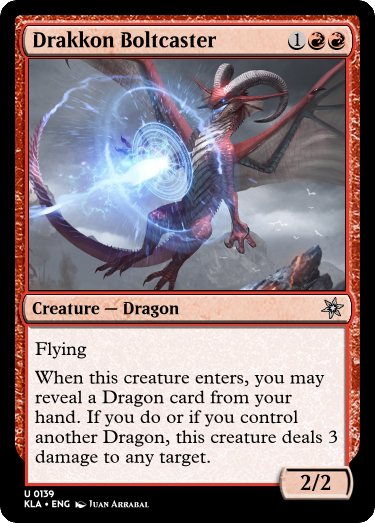 Drakkon Boltcaster 1
Creature — Dragon
Flying
When this creature enters, you may
reveal a Dragon card from your
hand. If you do or if you control
another Dragon, this creature deals 3
damage to any target.
2/2
U 0139
KLA • ENG Juan Arrabal